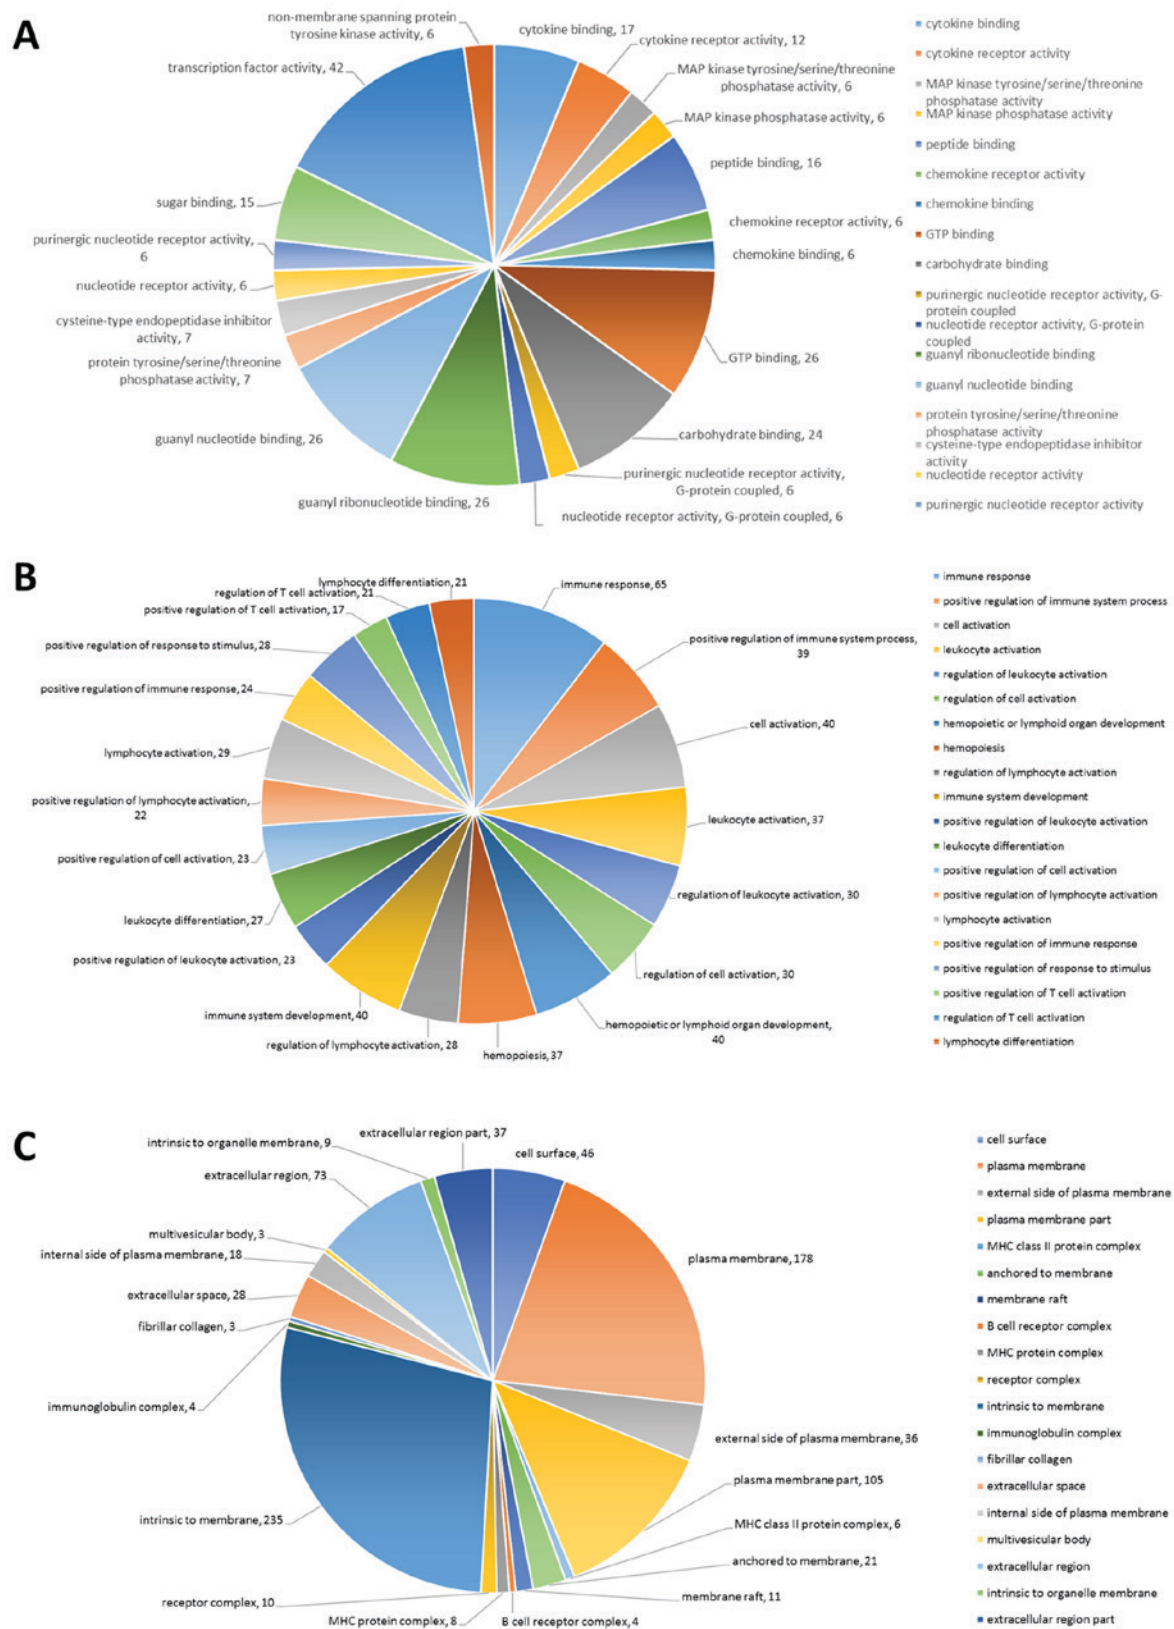 A
non-membrane spanning protein
tyrosine kinase activity, 6
cytokine binding, 17
cytokine receptor activity, 12
MAP kinase tyrosine/serine/threonine
phosphatase activity, 6
MAP kinase phosphatase activity, 6
peptide binding, 16
chemokine receptor activity, 6
chemokine binding, 6
GTP binding, 26
carbohydrate binding, 24
purinergic nucleotide receptor activity,
G-protein coupled, 6
nucleotide receptor activity, G-protein coupled, 6
guanyl ribonucleotide binding, 26
guanyl nucleotide binding, 26
protein tyrosine/serine/threonine
phosphatase activity, 7
cysteine-type endopeptidase inhibitor
activity, 7
nucleotide receptor activity, 6
purinergic nucleotide receptor activity,
6
sugar binding, 15
transcription factor activity, 42
cytokine binding
cytokine receptor activity
MAP kinase tyrosine/serine/threonine
phosphatase activity
MAP kinase phosphatase activity
peptide binding
chemokine receptor activity
chemokine binding
GTP binding
carbohydrate binding
purinergic nucleotide receptor activity, G-
protein coupled
nucleotide receptor activity, G-protein
coupled
guanyl ribonucleotide binding
guanyl nucleotide binding
protein tyrosine/serine/threonine
phosphatase activity
cysteine-type endopeptidase inhibitor
activity
nucleotide receptor activity
purinergic nucleotide receptor activity
B
immune response, 65
positive regulation of immune system process,
39
cell activation, 40
leukocyte activation, 37
regulation of leukocyte activation, 30
regulation of cell activation, 30
hemopoietic or lymphoid organ development,
40
hemopoiesis, 37
regulation of lymphocyte activation, 28
immune system development, 40
positive regulation of leukocyte activation, 23
leukocyte differentiation, 27
positive regulation of cell activation, 23
positive regulation of lymphocyte activation,
22
lymphocyte activation, 29
positive regulation of immune response, 24
positive regulation of response to stimulus, 28
positive regulation of T cell activation, 17
regulation of T cell activation, 21
lymphocyte differentiation, 21
immune response
positive regulation of immune system process
cell activation
leukocyte activation
regulation of leukocyte activation
regulation of cell activation
hemopoietic or lymphoid organ development
hemopoiesis
regulation of lymphocyte activation
immune system development
positive regulation of leukocyte activation
leukocyte differentiation
positive regulation of cell activation
positive regulation of lymphocyte activation
lymphocyte activation
positive regulation of immune response
positive regulation of response to stimulus
positive regulation of T cell activation
regulation of T cell activation
lymphocyte differentiation
C
cell surface, 46
plasma membrane, 178
external side of plasma membrane, 36
plasma membrane part, 105
MHC class II protein complex, 6
anchored to membrane, 21
membrane raft, 11
B cell receptor complex, 4
MHC protein complex, 8
receptor complex, 10
intrinsic to membrane, 235
immunoglobulin complex, 4
fibrillar collagen, 3
extracellular space, 28
internal side of plasma membrane, 18
multivesicular body, 3
extracellular region, 73
intrinsic to organelle membrane, 9
extracellular region part, 37
cell surface
plasma membrane
external side of plasma membrane
plasma membrane part
MHC class II protein complex
anchored to membrane
membrane raft
B cell receptor complex
MHC protein complex
receptor complex
intrinsic to membrane
immunoglobulin complex
fibrillar collagen
extracellular space
internal side of plasma membrane
multivesicular body
extracellular region
intrinsic to organelle membrane
extracellular region part